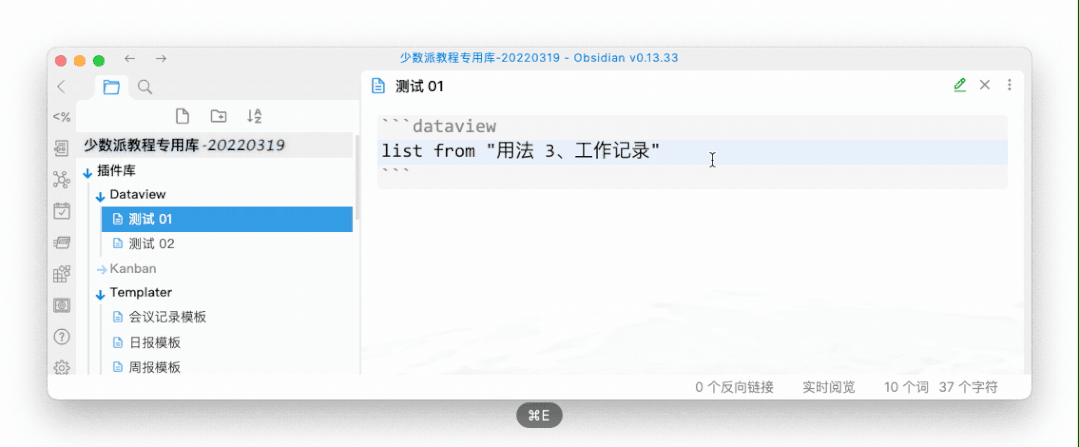 少数派教程专用库-20220319 - Obsidian v0.13.33
测试 01
<%
少数派教程专用库-20220319
插件库
Dataview
测试 01
测试 02
Kanban
Templater
会议记录模板
日报模板
周报模板
```dataview
list from "用法 3、工作记录"
```
0 个反向链接 实时阅览 10 个词 37 个字符
⌘E